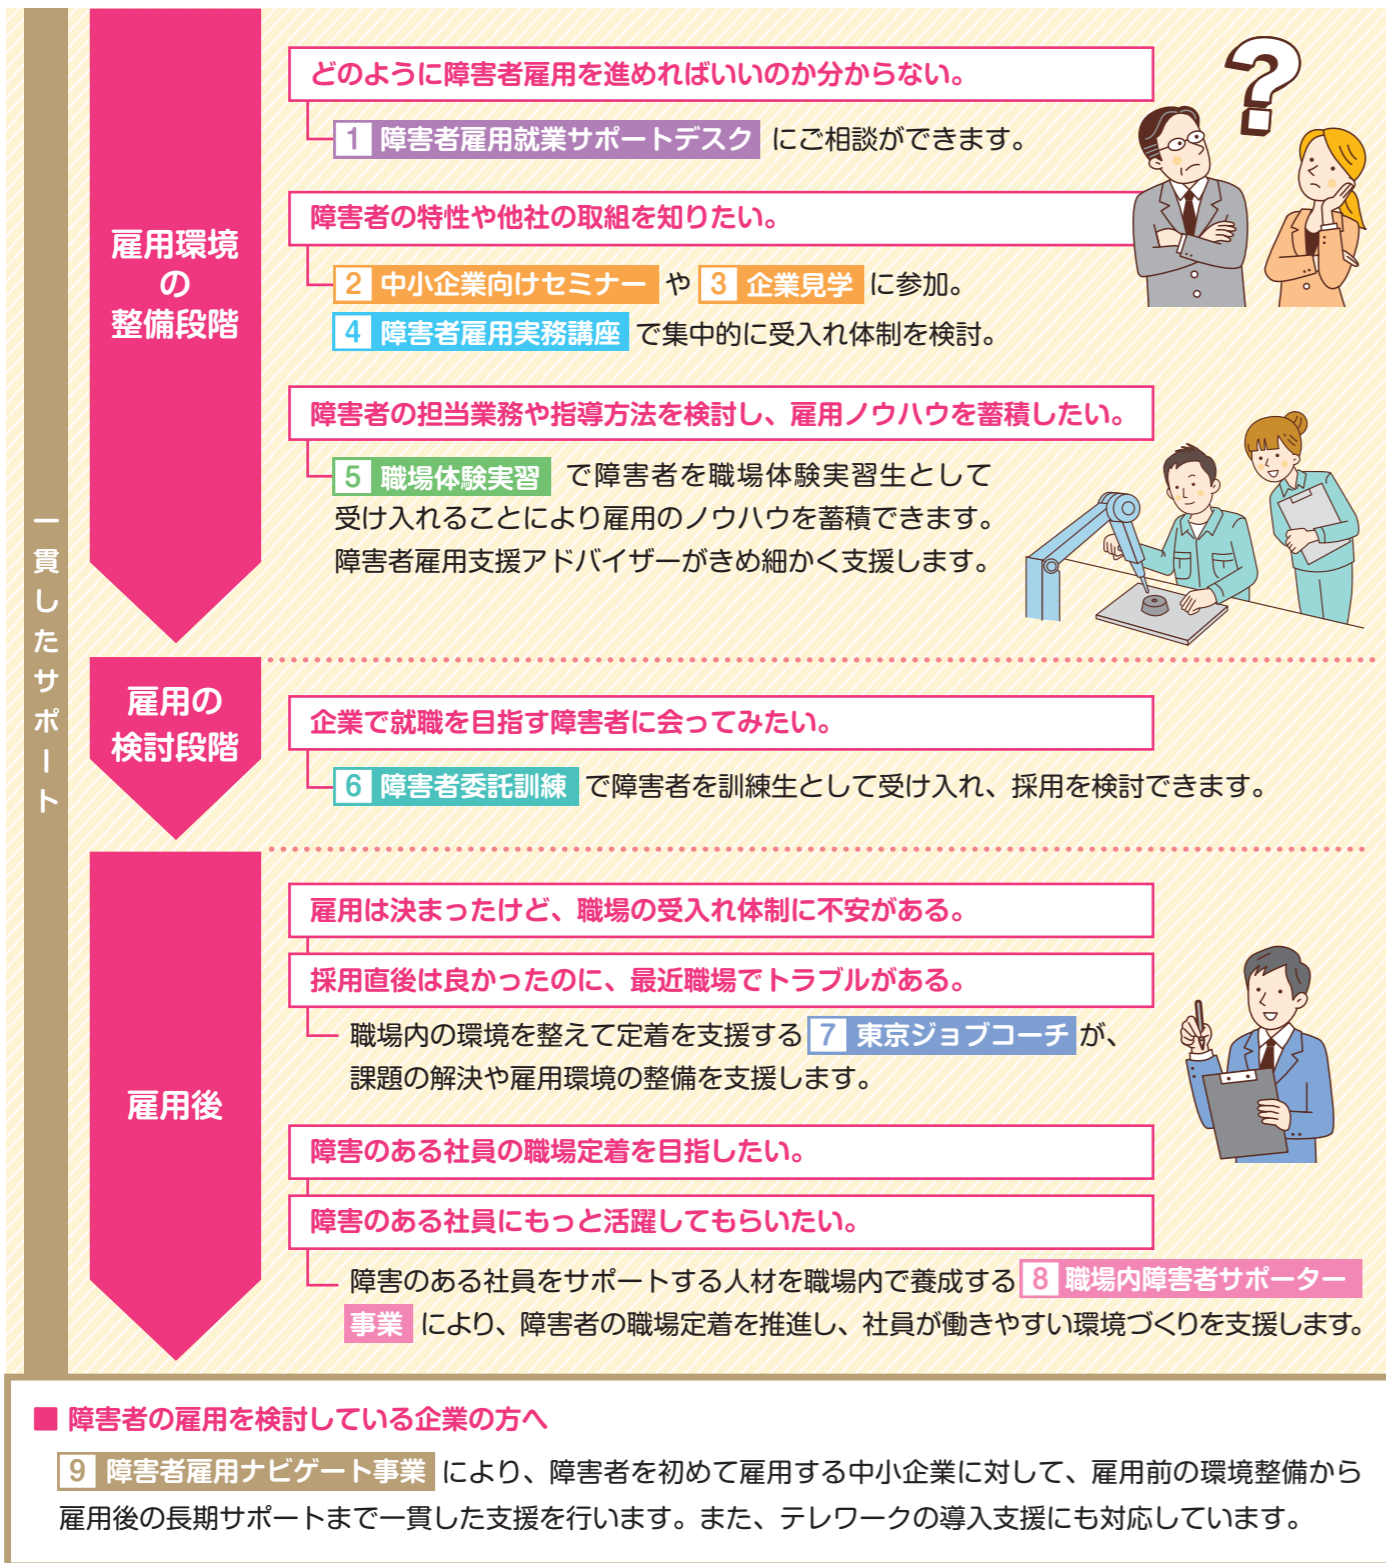 一貫したサポート
雇用環境
の
整備段階
どのように障害者雇用を進めればいいのか分からない。
1 障害者雇用就業サポートデスク にご相談ができます。
?
障害者の特性や他社の取組を知りたい。
2 中小企業向けセミナー や 3 企業見学 に参加。
4 障害者雇用実務講座 で集中的に受入れ体制を検討。
障害者の担当業務や指導方法を検討し、雇用ノウハウを蓄積したい。
5 職場体験実習 で障害者を職場体験実習生として
受け入れることにより雇用のノウハウを蓄積できます。
障害者雇用支援アドバイザーがきめ細かく支援します。
雇用の
検討段階
企業で就職を目指す障害者に会ってみたい。
6 障害者委託訓練 で障害者を訓練生として受け入れ、採用を検討できます。
雇用後
雇用は決まったけど、職場の受入れ体制に不安がある。
採用直後は良かったのに、最近職場でトラブルがある。
職場内の環境を整えて定着を支援する 7 東京ジョブコーチ が、
課題の解決や雇用環境の整備を支援します。
障害のある社員の職場定着を目指したい。
障害のある社員にもっと活躍してもらいたい。
障害のある社員をサポートする人材を職場内で養成する 8 職場内障害者サポーター
事業 により、障害者の職場定着を推進し、社員が働きやすい環境づくりを支援します。
■ 障害者の雇用を検討している企業の方へ
9 障害者雇用ナビゲート事業 により、障害者を初めて雇用する中小企業に対して、雇用前の環境整備から
雇用後の長期サポートまで一貫した支援を行います。また、テレワークの導入支援にも対応しています。